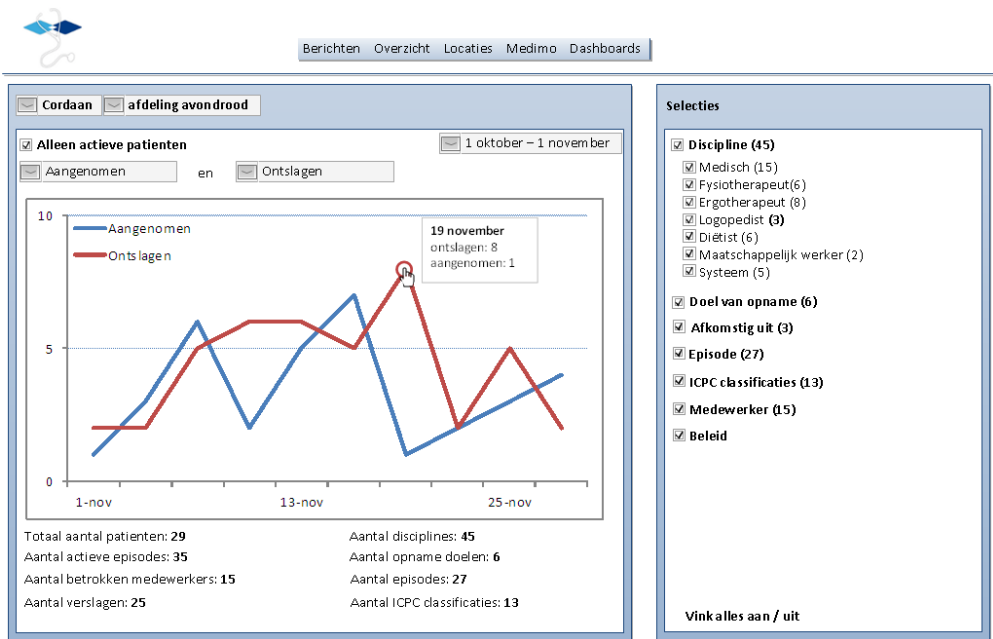 Berichten Overzicht Locaties Medimo Dashboards
Cordaan afdeling avondrood
Alleen actieve patienten
1 oktober – 1 november
Aangenomen en Ontslagen
10
5
0
Aangenomen
Ontslagen
19 november
ontslagen: 8
aangenomen: 1
1-nov 13-nov 25-nov
Totaal aantal patienten: 29
Aantal actieve episodes: 35
Aantal betrokken medewerkers: 15
Aantal verslagen: 25
Aantal disciplines: 45
Aantal opname doelen: 6
Aantal episodes: 27
Aantal ICPC classificaties: 13
Selecties
Discipline (45)
Medisch (15)
Fysiotherapeut(6)
Ergotherapeut (8)
Logopedist (3)
Diëtist (6)
Maatschappelijk werker (2)
Systeem (5)
Doel van opname (6)
Afkomstig uit (3)
Episode (27)
ICPC classificaties (13)
Medewerker (15)
Beleid
Vink alles aan / uit